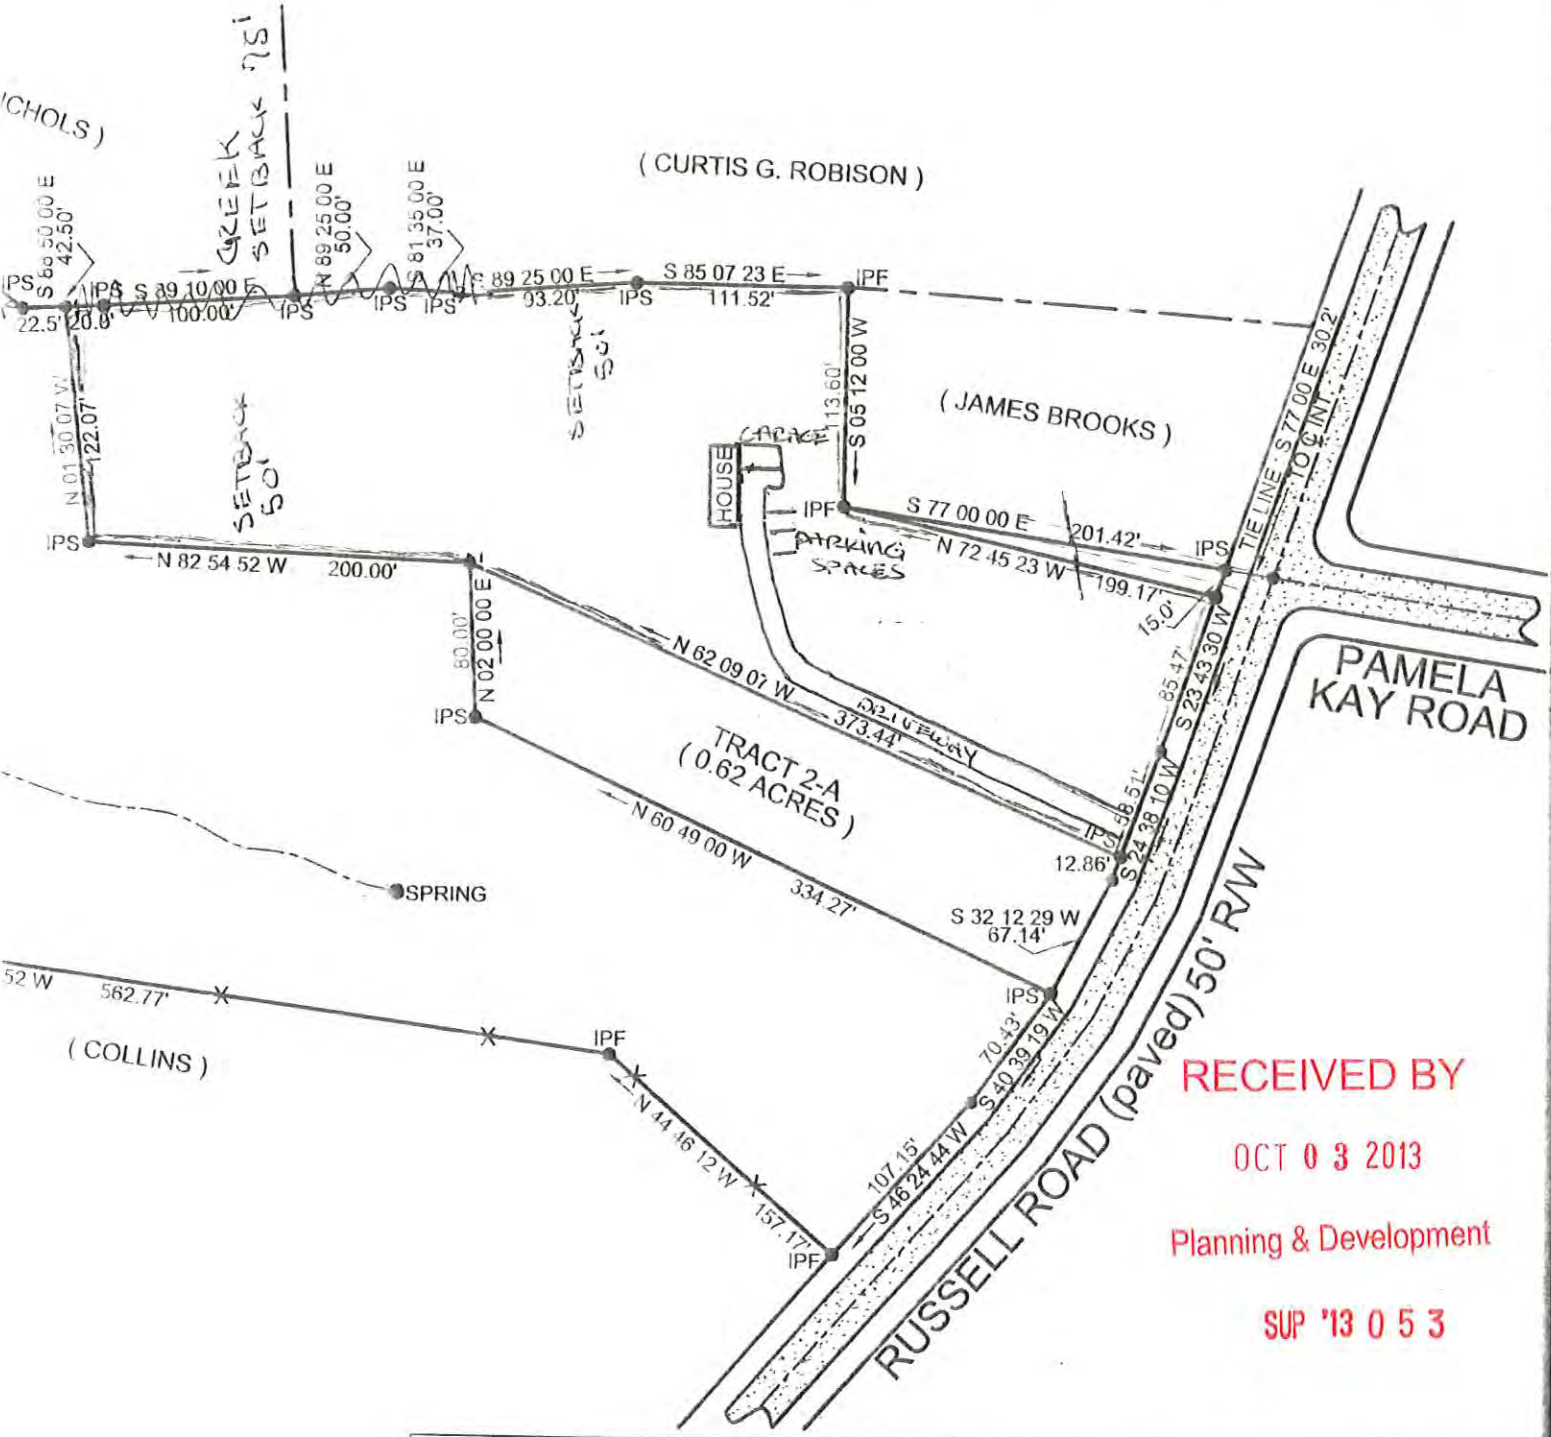 ICHOLS )
CREEK
SETBACK 75'
( CURTIS G. ROBISON )
S 86 50 00 E
42.50'
IPS
IPS
S 89 10 00 E
100.00'
22.5'
20.0'
IPS
N 89 25 00 E
50.00'
IPS
S 81 35 00 E
37.00'
IPS
S 89 25 00 E
93.20'
IPS
S 85 07 23 E
111.52'
IPF
SETBACK
50'
SETBACK
50'
N 01 30 07 W
122.07'
113.60'
S 05 12 00 W
( JAMES BROOKS )
TIE LINE: S 77 00 E 30.2'
TO ℄ INT.
GARAGE
HOUSE
IPF
PARKING
SPACES
S 77 00 00 E
201.42'
IPS
N 72 45 23 W
199.17'
15.0'
IPS
N 82 54 52 W
200.00'
80.00'
N 02 00 00 E
IPS
N 62 09 07 W
373.44'
DRIVEWAY
85.47'
S 23 43 30 W
PAMELA
KAY ROAD
TRACT 2-A
( 0.62 ACRES )
58.51'
S 24 38 10 W
IPS
12.86'
N 60 49 00 W
334.27'
SPRING
S 32 12 29 W
67.14'
IPS
52 W
562.77'
( COLLINS )
IPF
N 44 46 12 W
157.17'
IPF
70.43'
S 40 39 19 W
107.15'
S 46 24 44 W
RUSSELL ROAD (paved) 50' R/W
RECEIVED BY
OCT 0 3 2013
Planning & Development
SUP '13 0 5 3